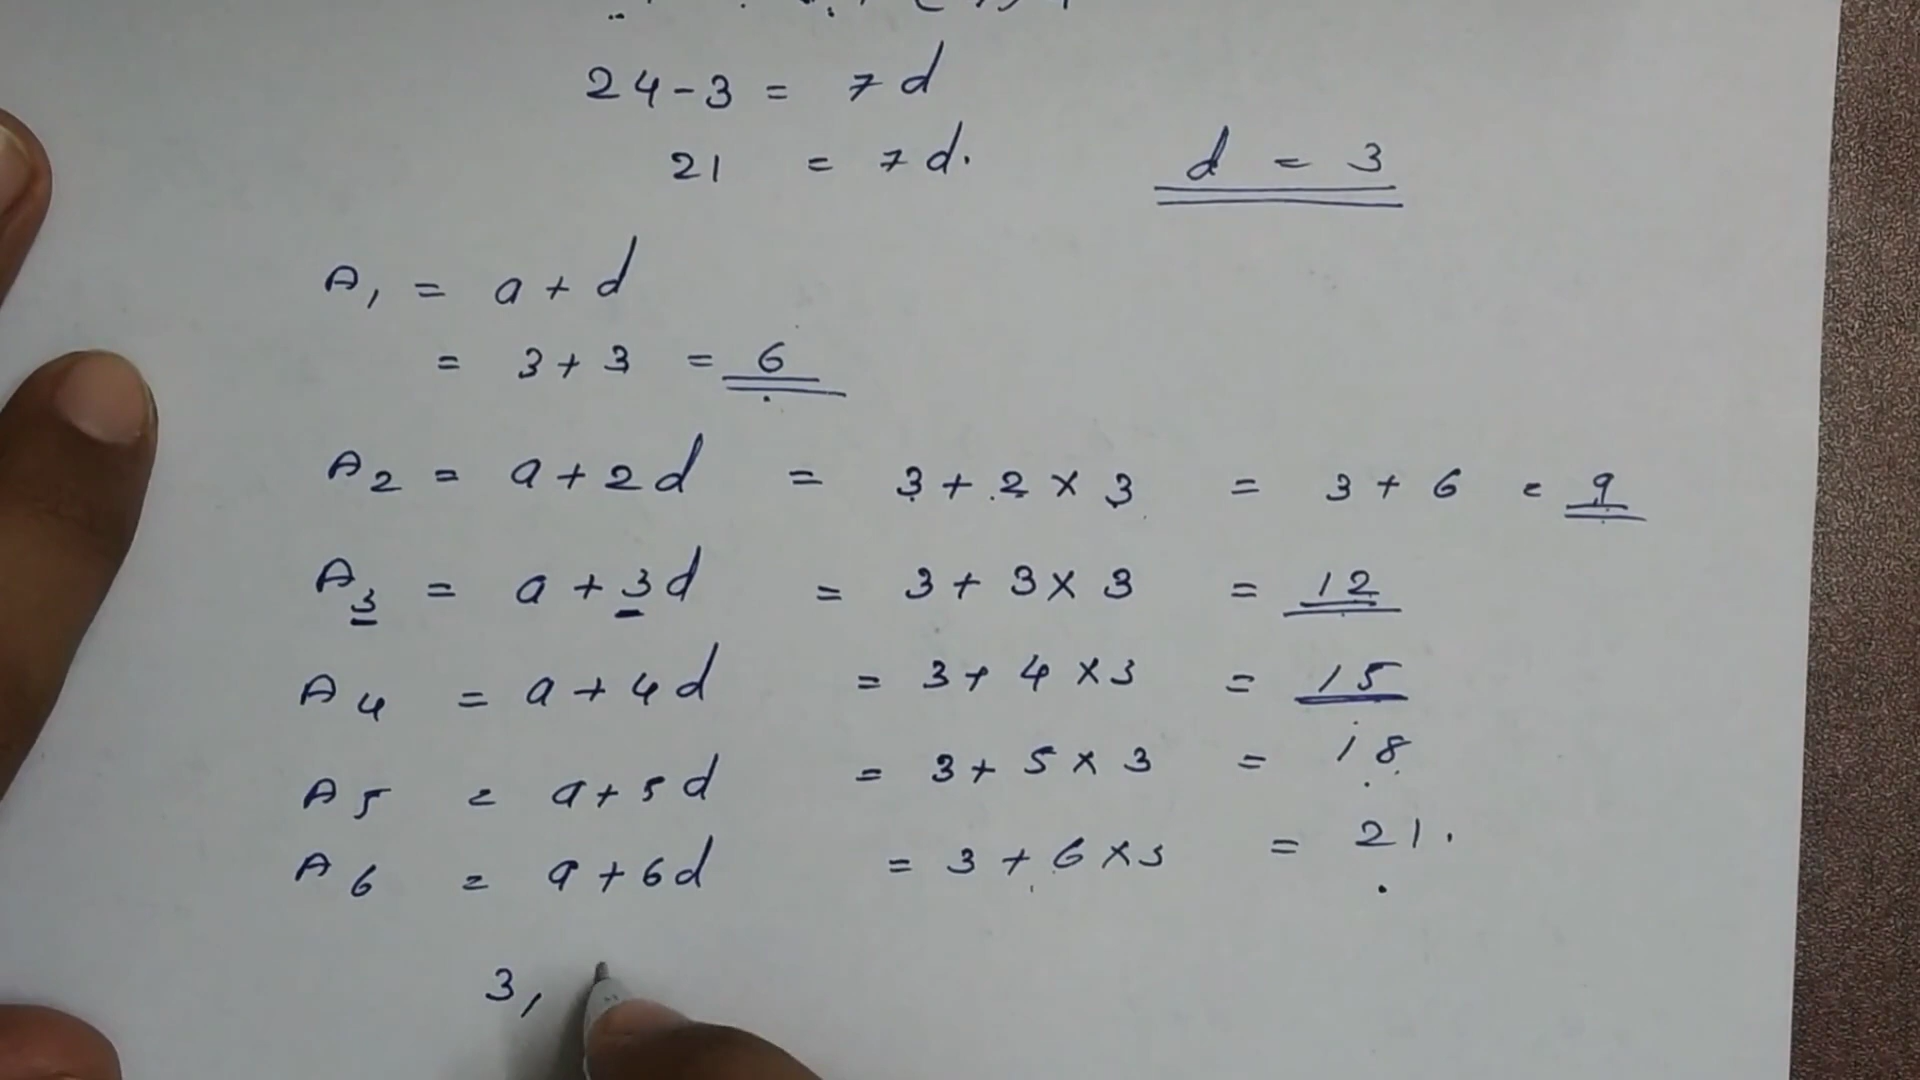 24 - 3 = 7d
21 = 7d. d = 3
A1 = a + d
= 3 + 3 = 6
A2 = a + 2d = 3 + 2 × 3 = 3 + 6 = 9
A3 = a + 3d = 3 + 3 × 3 = 12
A4 = a + 4d = 3 + 4 × 3 = 15
A5 = a + 5d = 3 + 5 × 3 = 18
A6 = a + 6d = 3 + 6 × 3 = 21.
3,